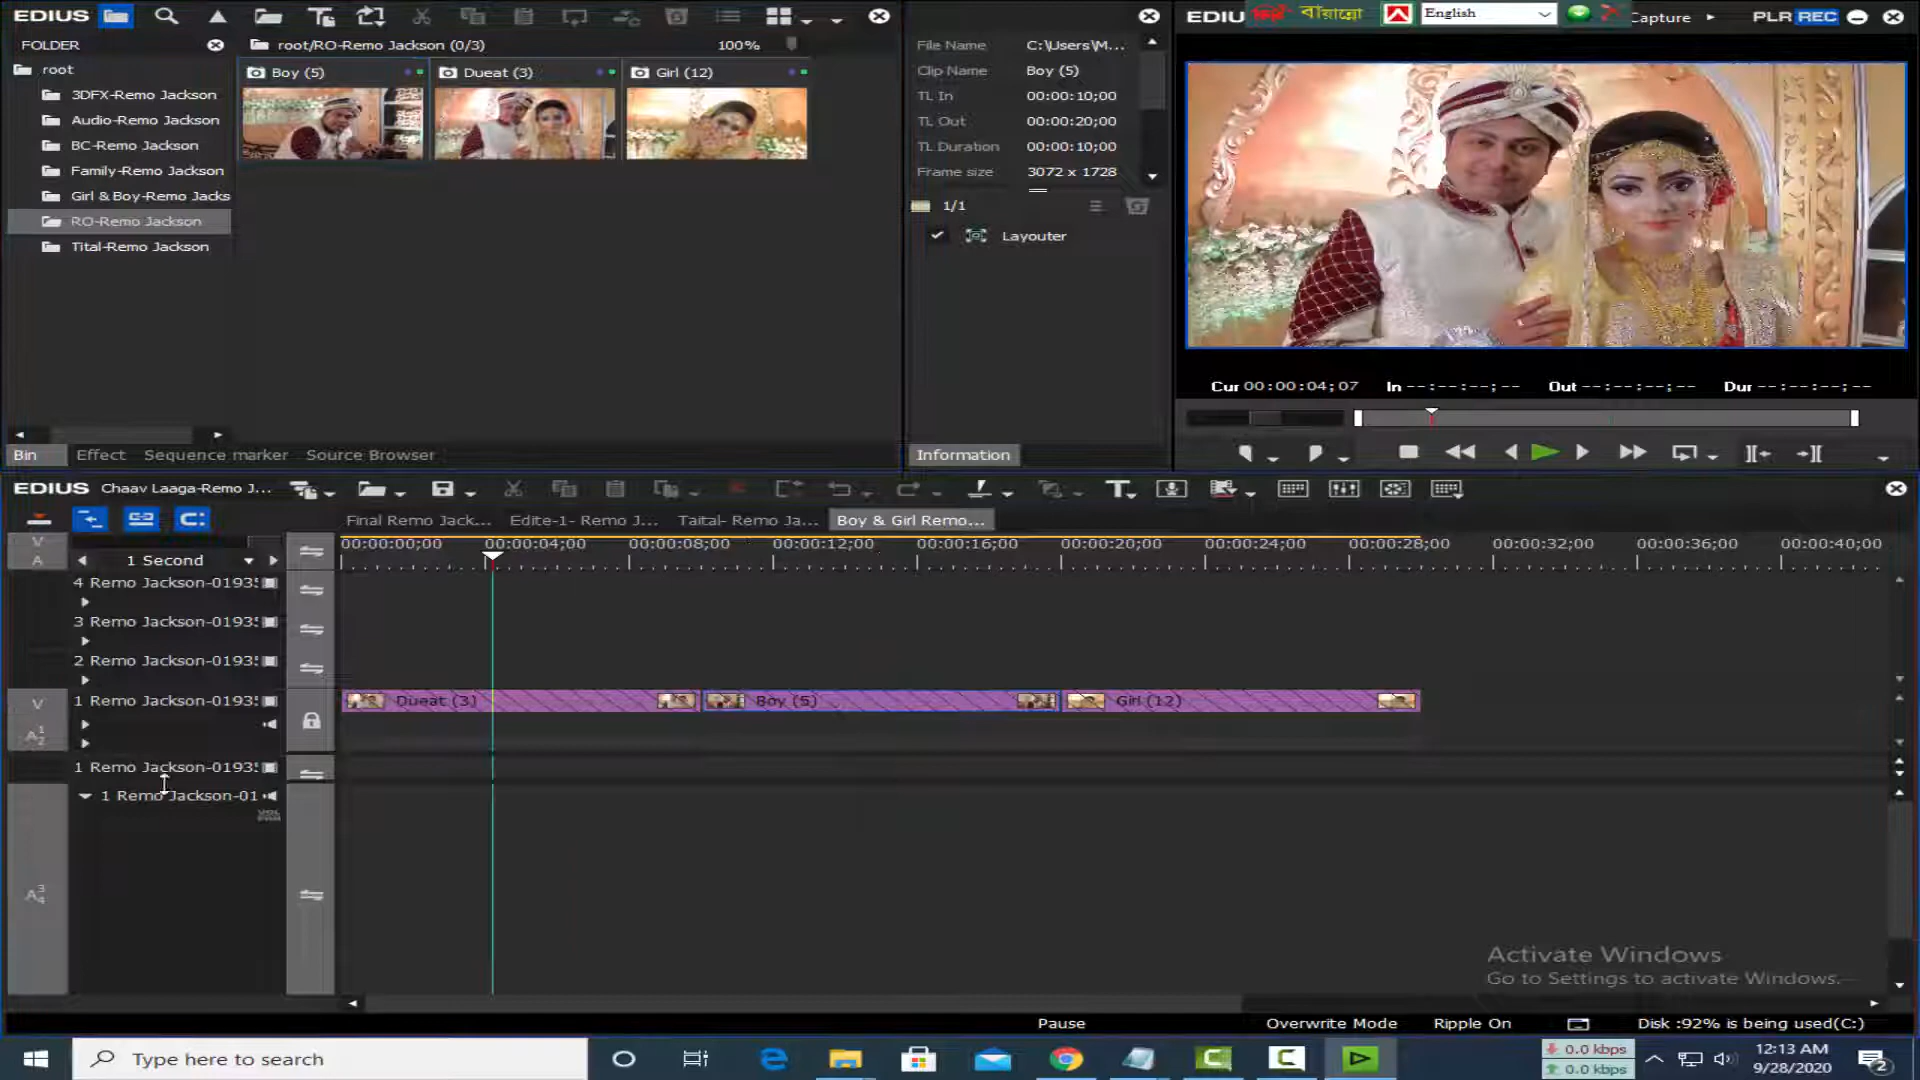 EDIUS
FOLDER
root/RO-Remo Jackson (0/3)
100%
root
3DFX-Remo Jackson
Audio-Remo Jackson
BC-Remo Jackson
Family-Remo Jackson
Girl & Boy-Remo Jacks
RO-Remo Jackson
Tital-Remo Jackson
Boy (5)
Dueat (3)
Girl (12)
Bin
Effect
Sequence marker
Source Browser
File Name C:\Users\M...
Clip Name Boy (5)
TL In 00:00:10;00
TL Out 00:00:20;00
TL Duration 00:00:10;00
Frame size 3072 x 1728
1/1
Layouter
Information
EDIU
English
Capture
PLR REC
Cur 00:00:04;07 In --:--:--;-- Out --:--:--;-- Dur --:--:--;--
EDIUS Chaav Laaga-Remo J...
Final Remo Jack...
Edite-1- Remo J...
Taital- Remo Ja...
Boy & Girl Remo...
V
A
1 Second
00:00:00;00 00:00:04;00 00:00:08;00 00:00:12;00 00:00:16;00 00:00:20;00 00:00:24;00 00:00:28;00 00:00:32;00 00:00:36;00 00:00:40;00
4 Remo Jackson-0193
3 Remo Jackson-0193
2 Remo Jackson-0193
V
1 Remo Jackson-0193
Dueat (3)
Boy (5)
Girl (12)
A 1 2
1 Remo Jackson-0193
1 Remo Jackson-01
VOL
PAN
A 3 4
Activate Windows
Go to Settings to activate Windows.
Pause
Overwrite Mode
Ripple On
Disk :92% is being used(C:)
Type here to search
0.0 kbps
0.0 kbps
12:13 AM
9/28/2020
2